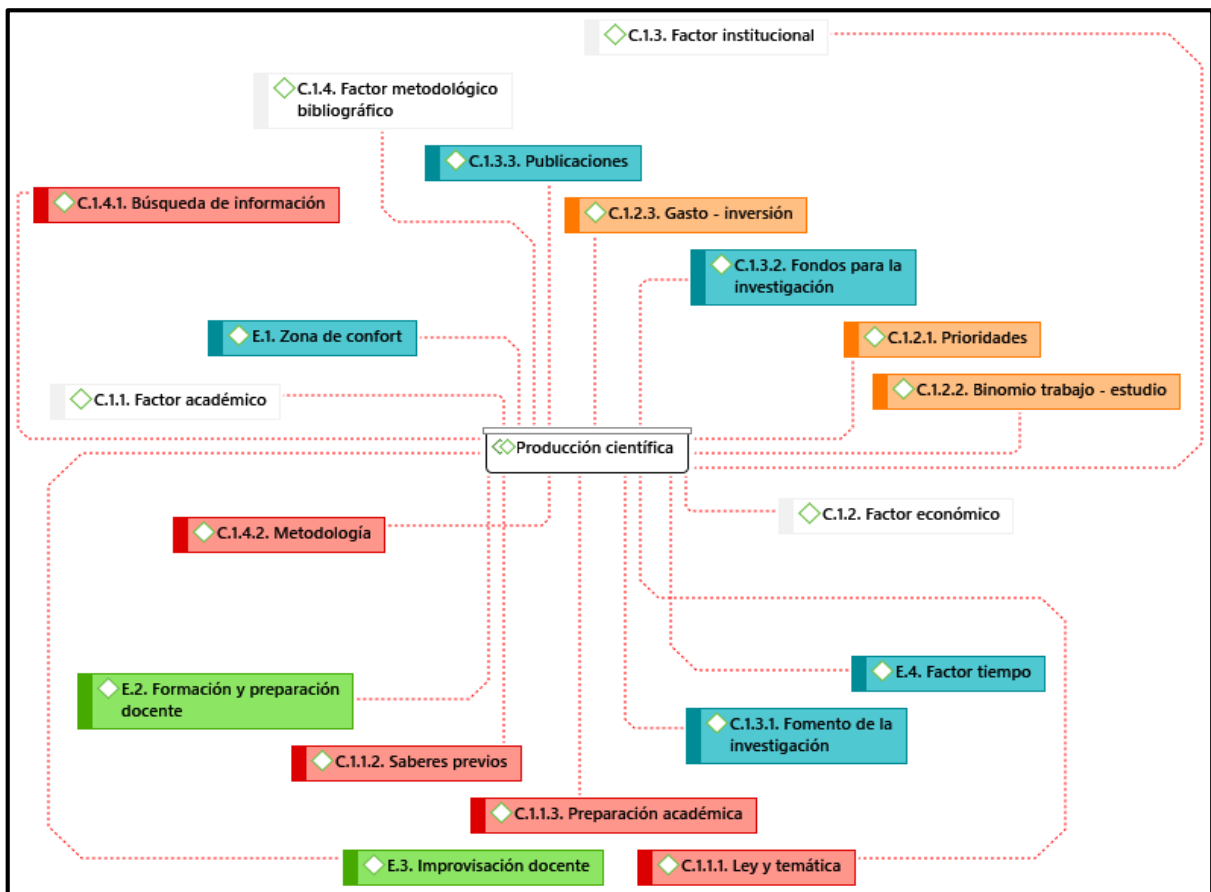 C.1.3. Factor institucional
C.1.4. Factor metodológico
bibliográfico
C.1.3.3. Publicaciones
C.1.4.1. Búsqueda de información
C.1.2.3. Gasto - inversión
C.1.3.2. Fondos para la
investigación
E.1. Zona de confort
C.1.2.1. Prioridades
C.1.2.2. Binomio trabajo - estudio
C.1.1. Factor académico
Producción científica
C.1.2. Factor económico
C.1.4.2. Metodología
E.4. Factor tiempo
E.2. Formación y preparación
docente
C.1.3.1. Fomento de la
investigación
C.1.1.2. Saberes previos
C.1.1.3. Preparación académica
E.3. Improvisación docente
C.1.1.1. Ley y temática